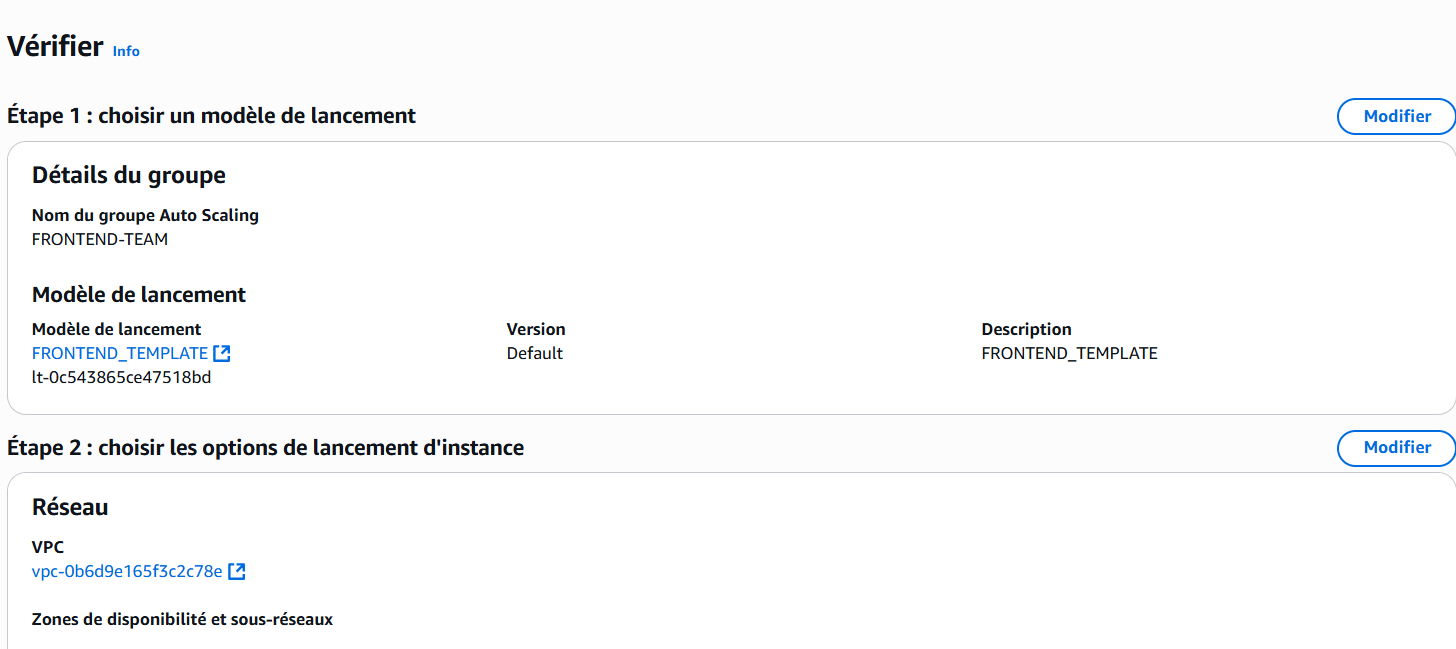 Vérifier Info
Étape 1 : choisir un modèle de lancement
Modifier
Détails du groupe
Nom du groupe Auto Scaling
FRONTEND-TEAM
Modèle de lancement
Modèle de lancement
FRONTEND_TEMPLATE
lt-0c543865ce47518bd
Version
Default
Description
FRONTEND_TEMPLATE
Étape 2 : choisir les options de lancement d'instance
Modifier
Réseau
VPC
vpc-0b6d9e165f3c2c78e
Zones de disponibilité et sous-réseaux